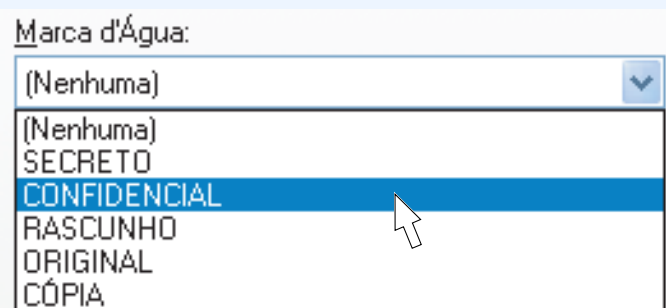 Marca d'Água:
(Nenhuma)
(Nenhuma)
SECRETO
CONFIDENCIAL
RASCUNHO
ORIGINAL
CÓPIA